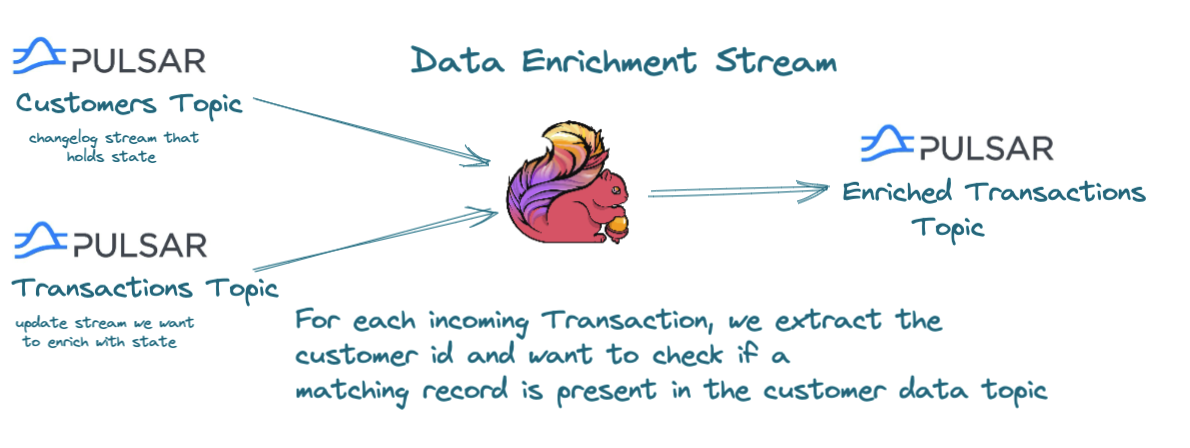 PULSAR
Customers Topic
changelog stream that
holds state
Data Enrichment Stream
PULSAR
Transactions Topic
update stream we want
to enrich with state
PULSAR
Enriched Transactions
Topic
For each incoming Transaction, we extract the
customer id and want to check if a
matching record is present in the customer data topic